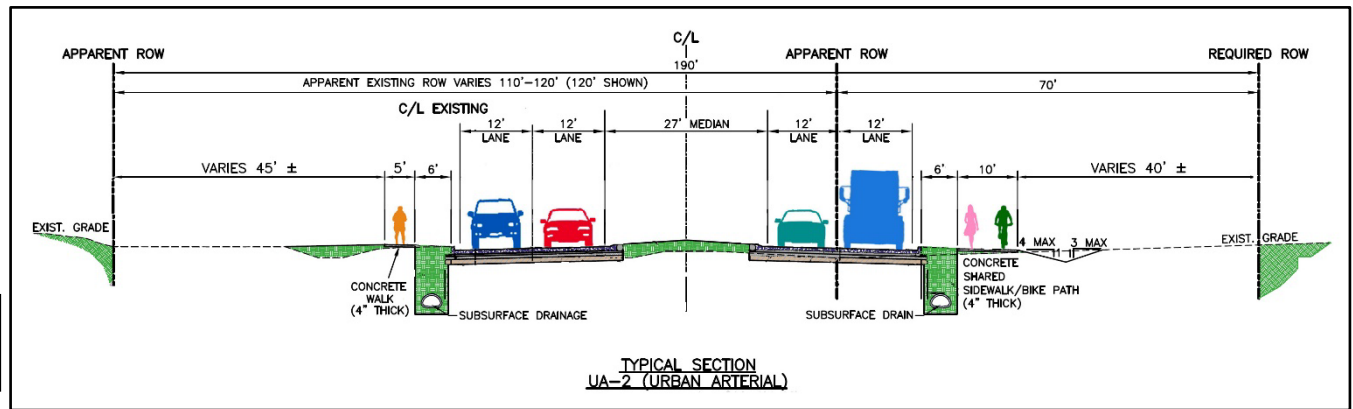 C/L
APPARENT ROW
APPARENT ROW
REQUIRED ROW
190'
APPARENT EXISTING ROW VARIES 110'-120' (120' SHOWN)
70'
C/L EXISTING
12'
LANE
12'
LANE
27' MEDIAN
12'
LANE
12'
LANE
VARIES 45' ±
5'
6'
6'
10'
VARIES 40' ±
EXIST. GRADE
4 MAX
3 MAX
EXIST. GRADE
1
1
CONCRETE
WALK
(4" THICK)
CONCRETE
SHARED
SIDEWALK/BIKE PATH
(4" THICK)
SUBSURFACE DRAINAGE
SUBSURFACE DRAIN
TYPICAL SECTION
UA-2 (URBAN ARTERIAL)